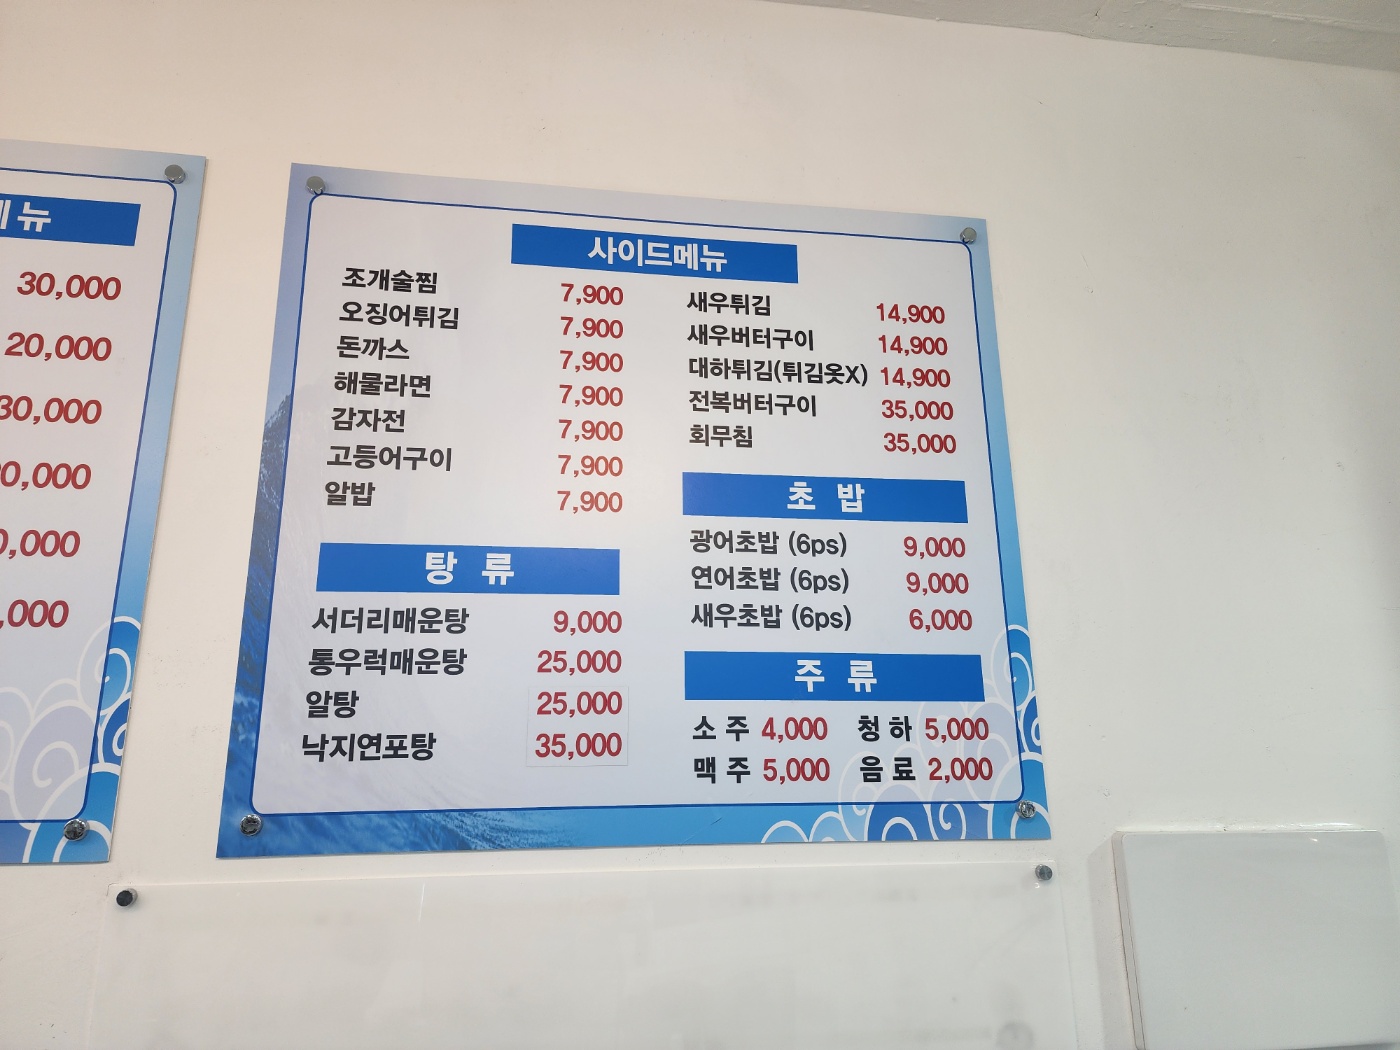 뉴
30,000
20,000
30,000
0,000
0,000
,000
사이드메뉴
조개술찜 7,900
오징어튀김 7,900
돈까스 7,900
해물라면 7,900
감자전 7,900
고등어구이 7,900
알밥 7,900
새우튀김 14,900
새우버터구이 14,900
대하튀김(튀김옷X) 14,900
전복버터구이 35,000
회무침 35,000
탕 류
서더리매운탕 9,000
통우럭매운탕 25,000
알탕 25,000
낙지연포탕 35,000
초 밥
광어초밥 (6ps) 9,000
연어초밥 (6ps) 9,000
새우초밥 (6ps) 6,000
주 류
소 주 4,000 청 하 5,000
맥 주 5,000 음 료 2,000